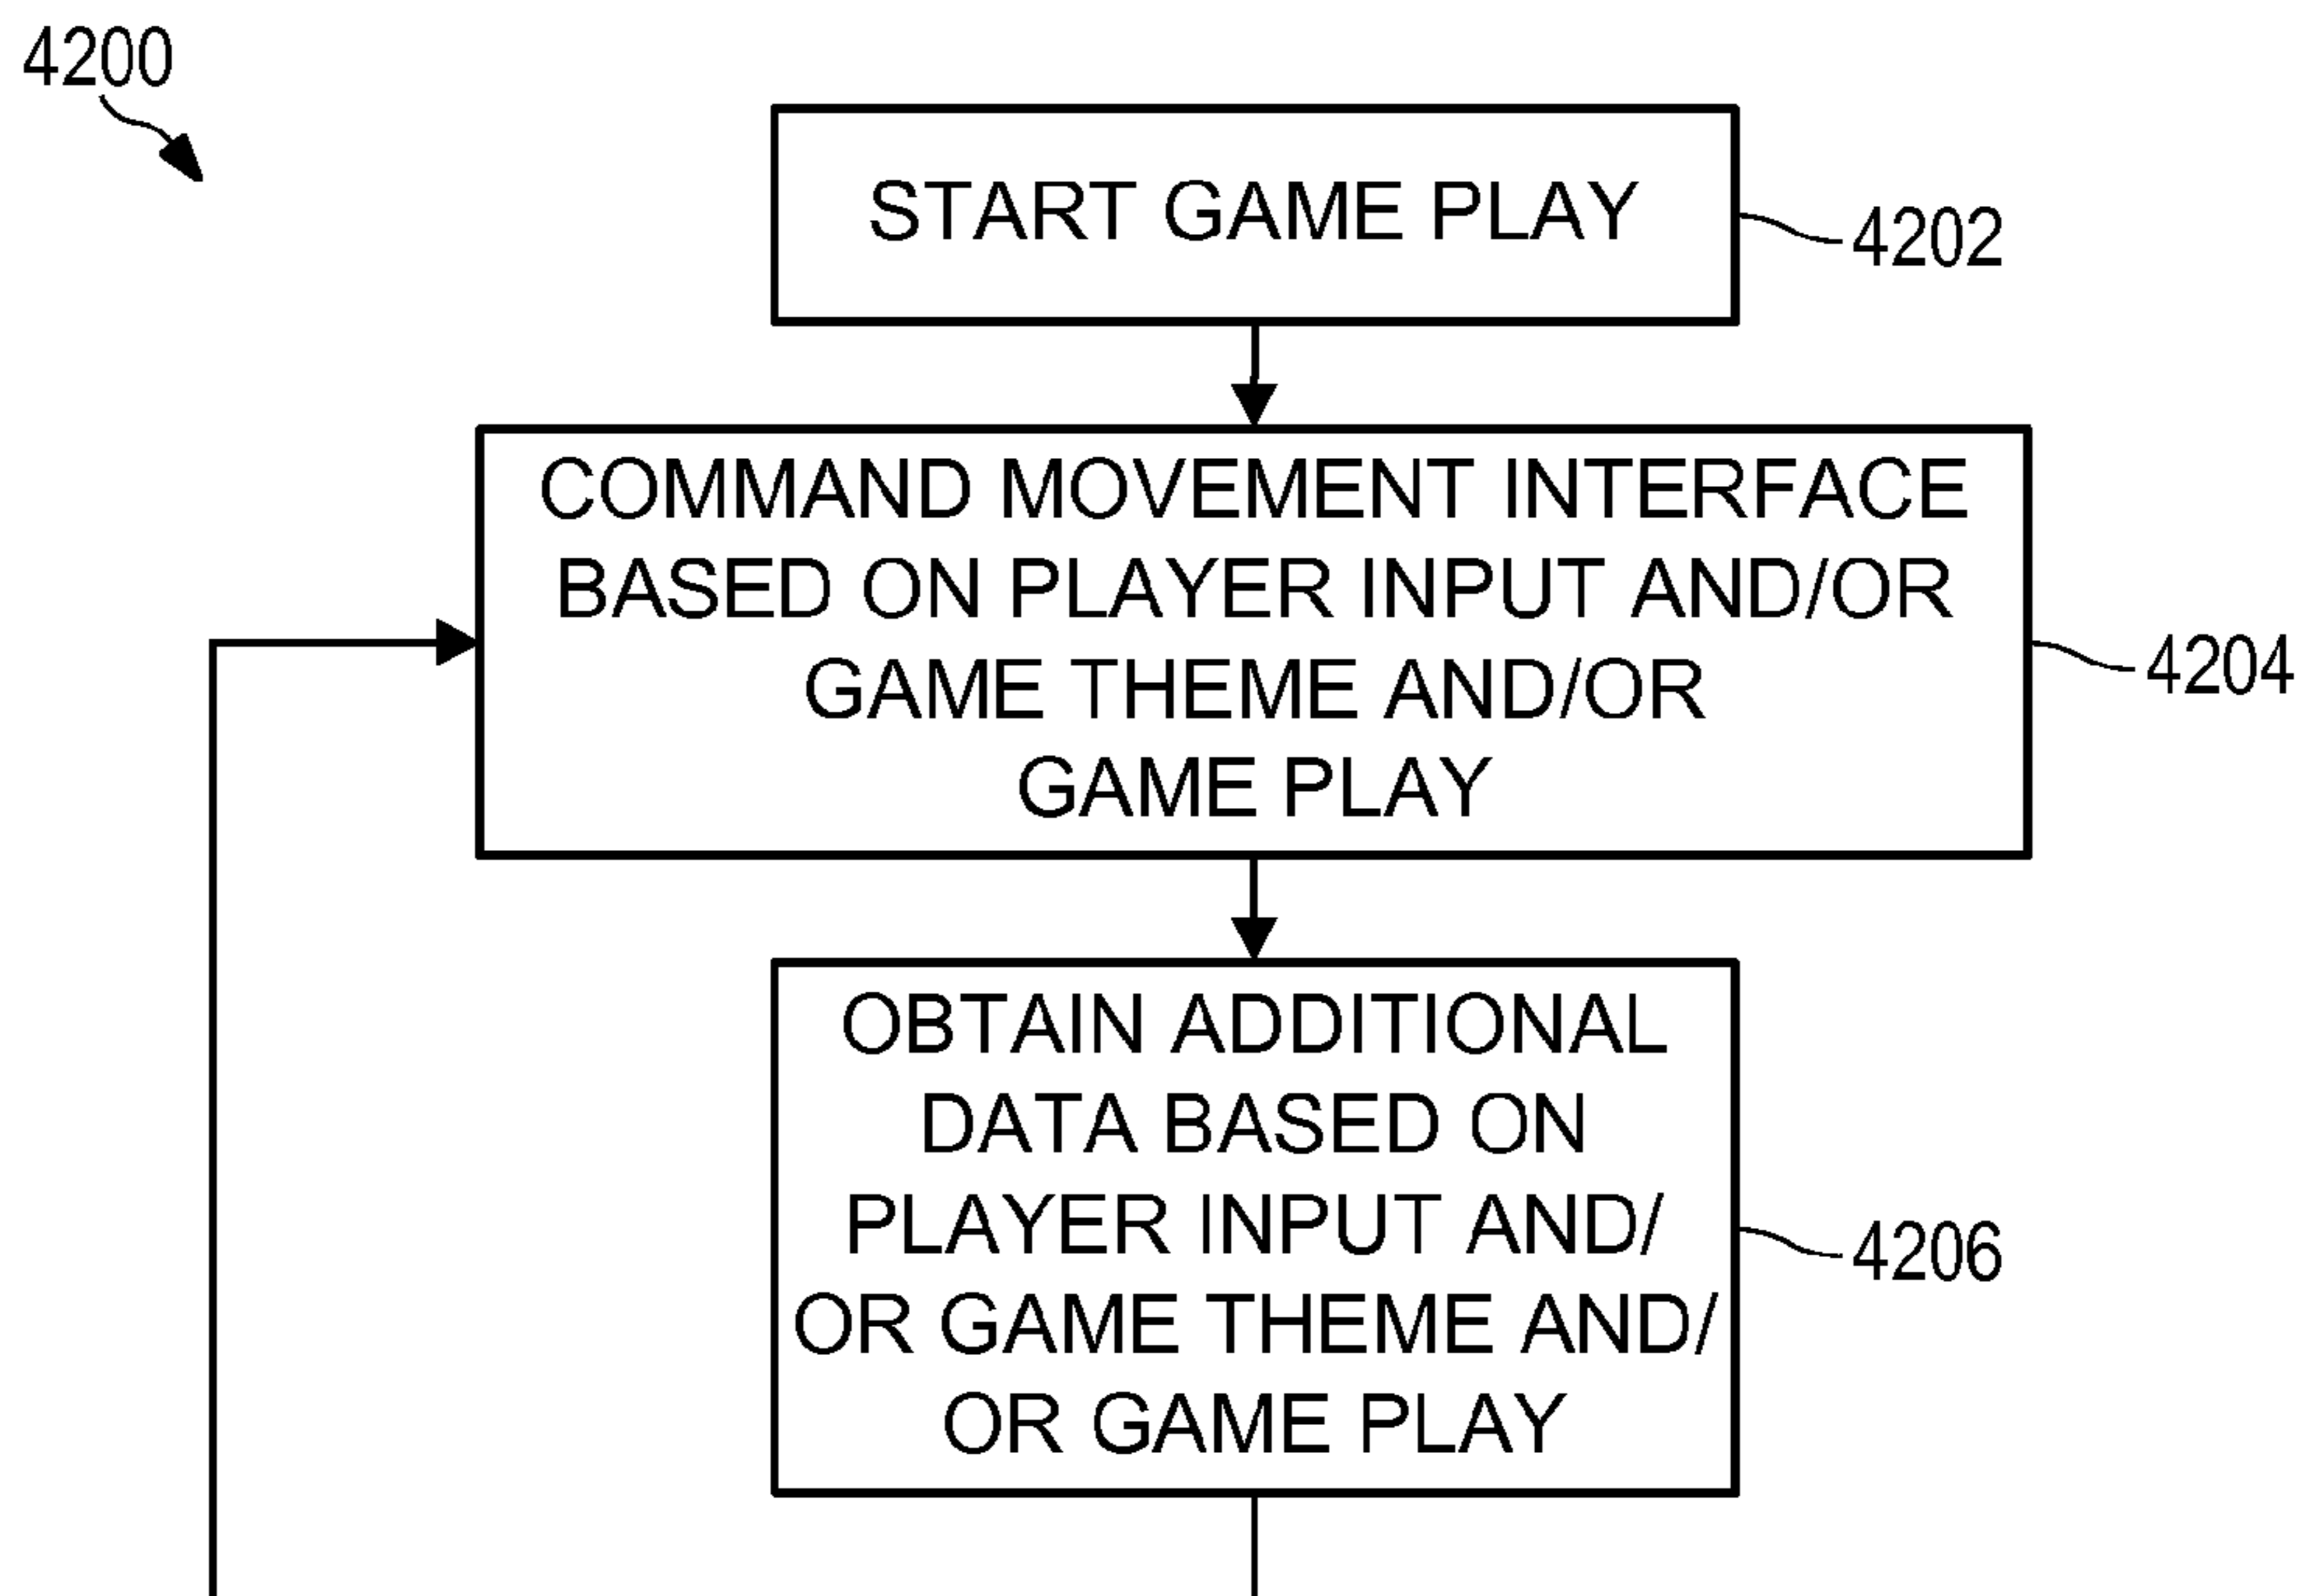 4200
START GAME PLAY
4202
COMMAND MOVEMENT INTERFACE
BASED ON PLAYER INPUT AND/OR
GAME THEME AND/OR
GAME PLAY
4204
OBTAIN ADDITIONAL
DATA BASED ON
PLAYER INPUT AND/
OR GAME THEME AND/
OR GAME PLAY
4206